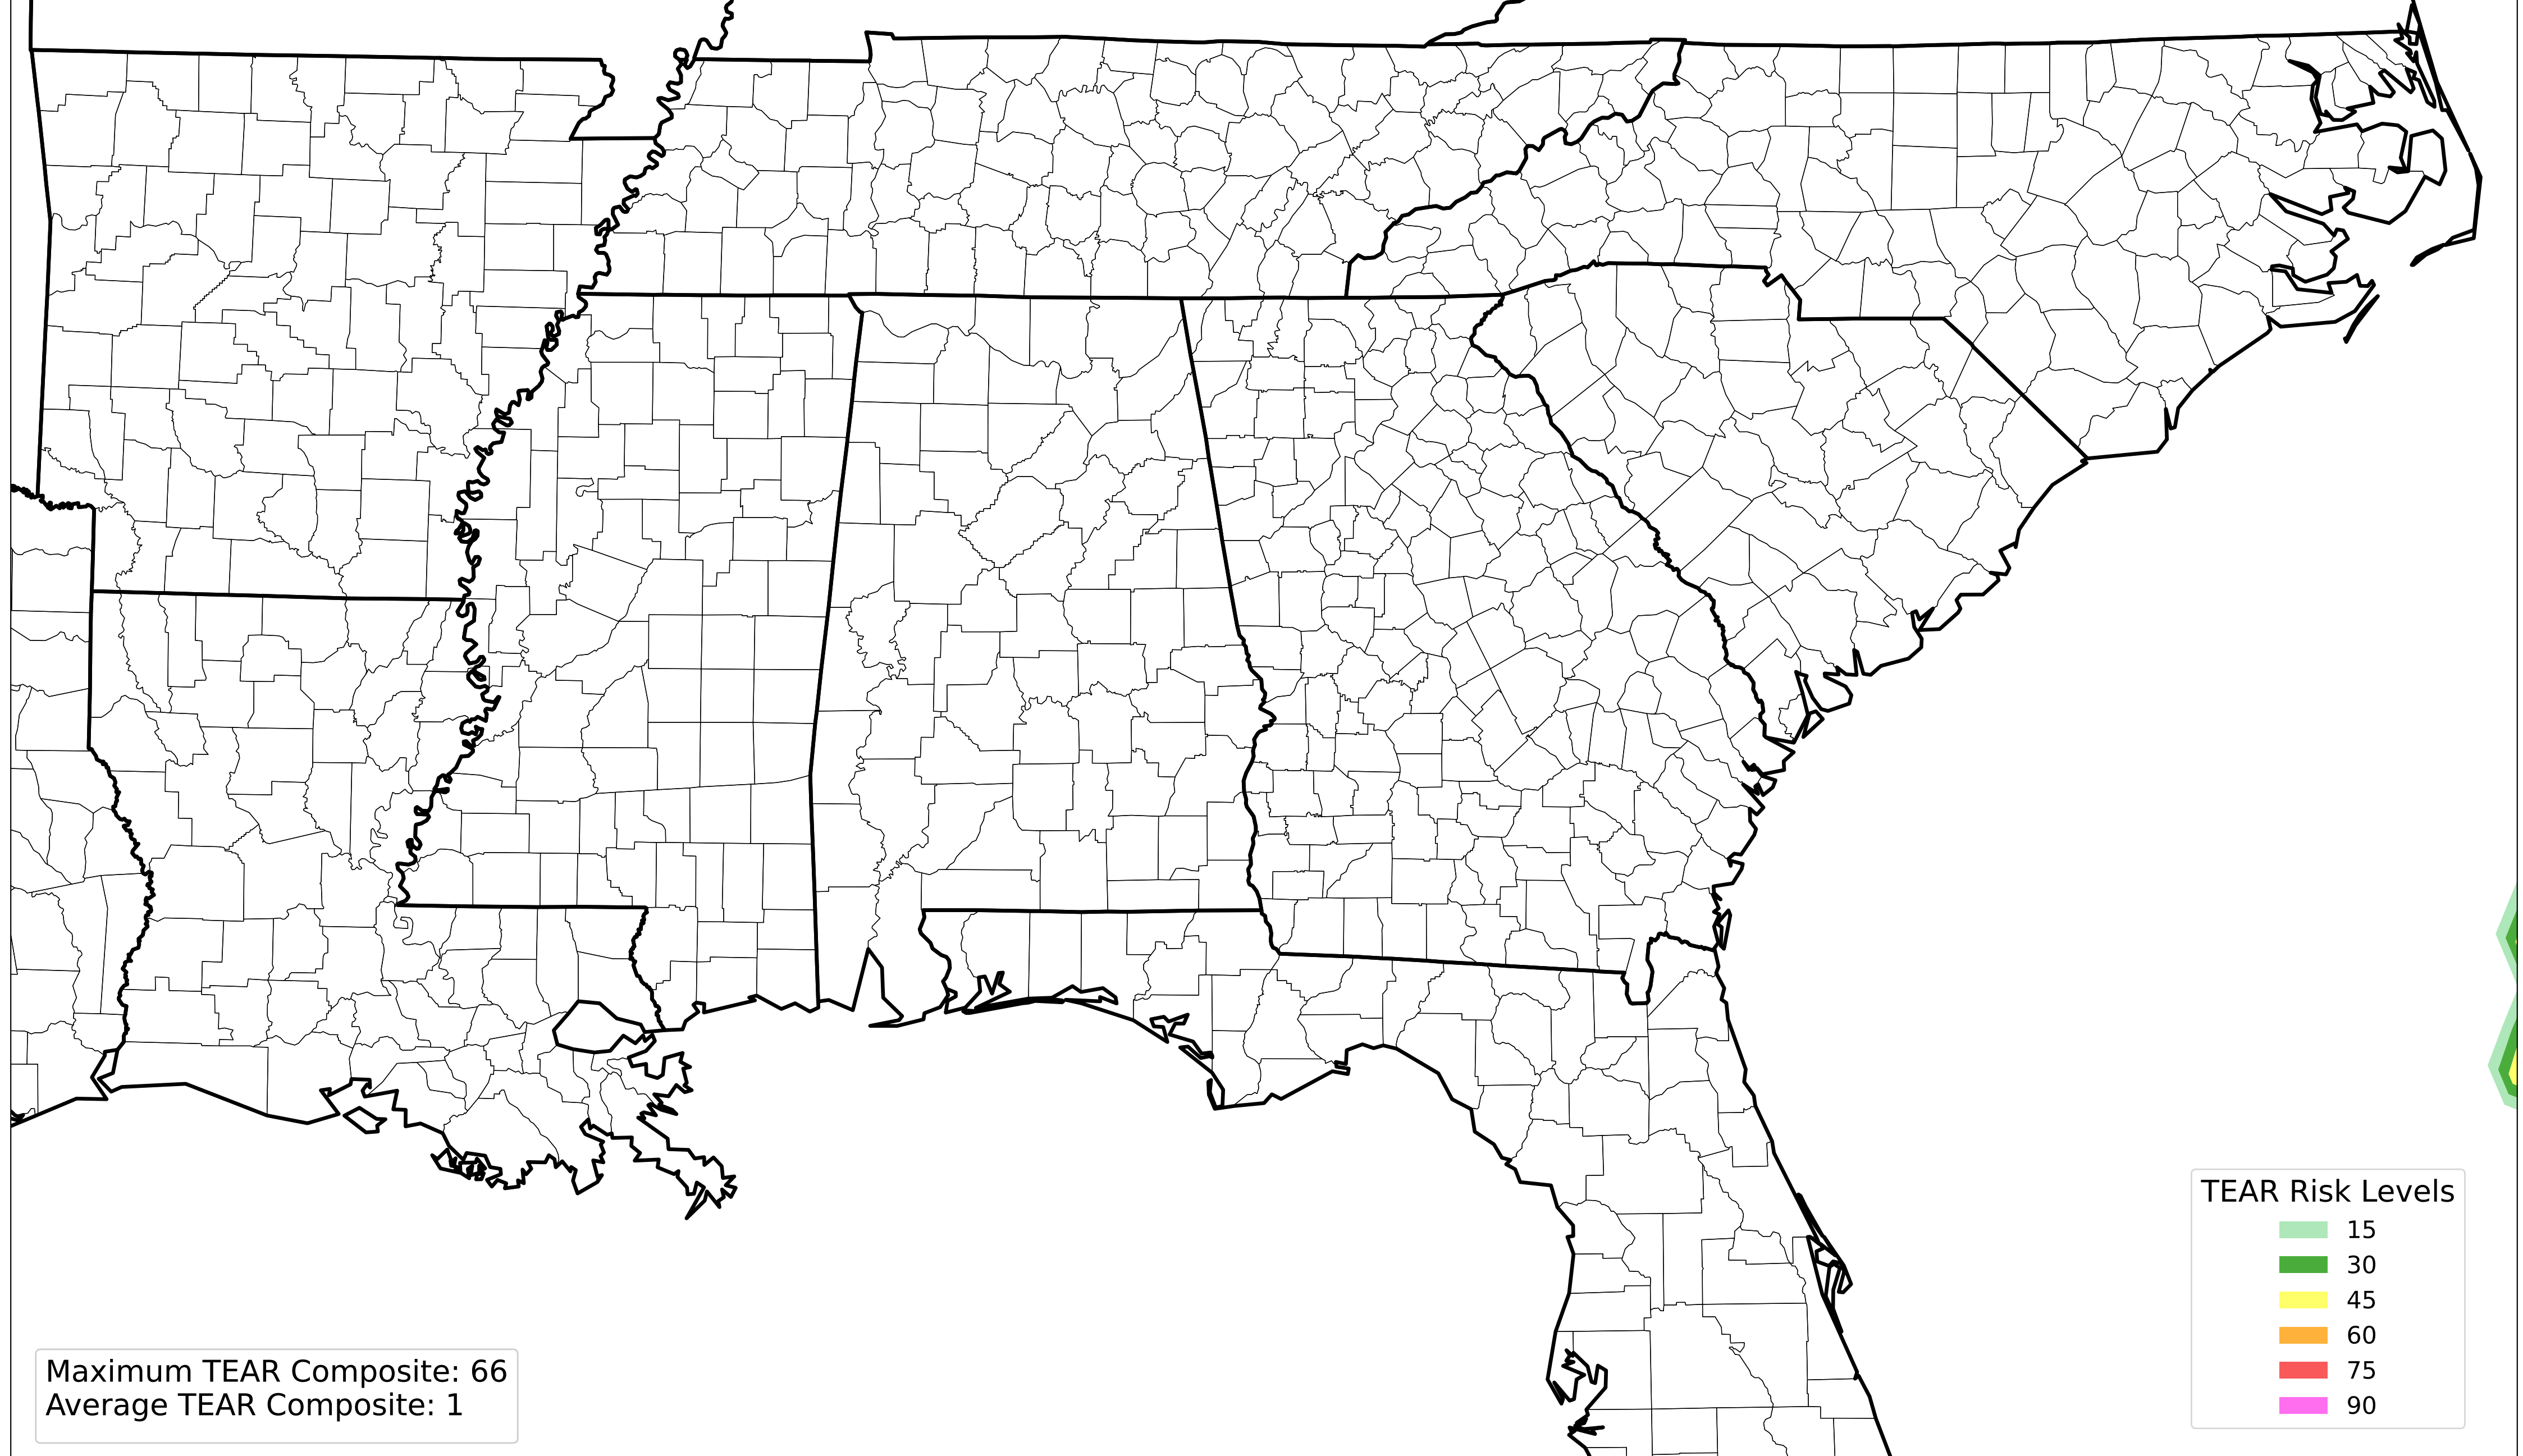 TEAR Risk Levels
15
30
45
60
75
90
Maximum TEAR Composite: 66
Average TEAR Composite: 1